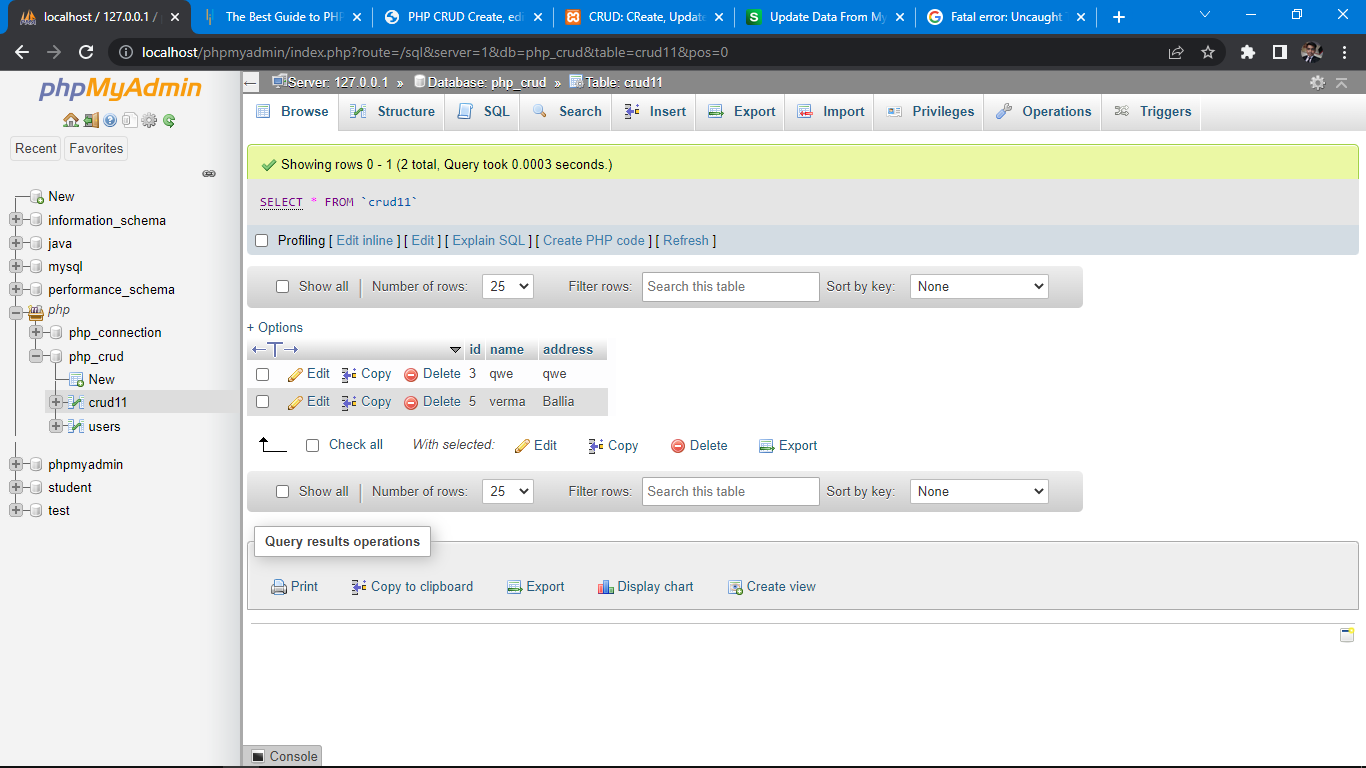 localhost / 127.0.0.1 /
The Best Guide to PHP
PHP CRUD Create, edi
CRUD: CReate, Update
Update Data From My
Fatal error: Uncaught
localhost/phpmyadmin/index.php?route=/sql&server=1&db=php_crud&table=crud11&pos=0
phpMyAdmin
Recent Favorites
New
information_schema
java
mysql
performance_schema
php
php_connection
php_crud
New
crud11
users
phpmyadmin
student
test
Server: 127.0.0.1 » Database: php_crud » Table: crud11
Browse Structure SQL Search Insert Export Import Privileges Operations Triggers
Showing rows 0 - 1 (2 total, Query took 0.0003 seconds.)
SELECT * FROM `crud11`
Profiling [ Edit inline ] [ Edit ] [ Explain SQL ] [ Create PHP code ] [ Refresh ]
Show all Number of rows: 25 Filter rows: Search this table Sort by key: None
+ Options
id name address
Edit Copy Delete 3 qwe qwe
Edit Copy Delete 5 verma Ballia
Check all With selected: Edit Copy Delete Export
Show all Number of rows: 25 Filter rows: Search this table Sort by key: None
Query results operations
Print Copy to clipboard Export Display chart Create view
Console